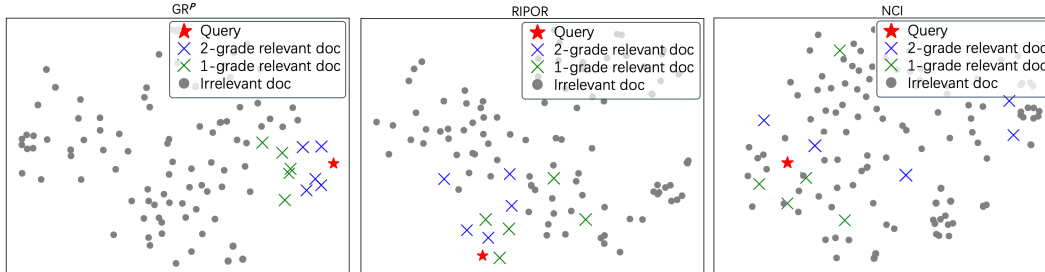 GRᴾ
Query
2-grade relevant doc
1-grade relevant doc
Irrelevant doc
RIPOR
Query
2-grade relevant doc
1-grade relevant doc
Irrelevant doc
NCI
Query
2-grade relevant doc
1-grade relevant doc
Irrelevant doc